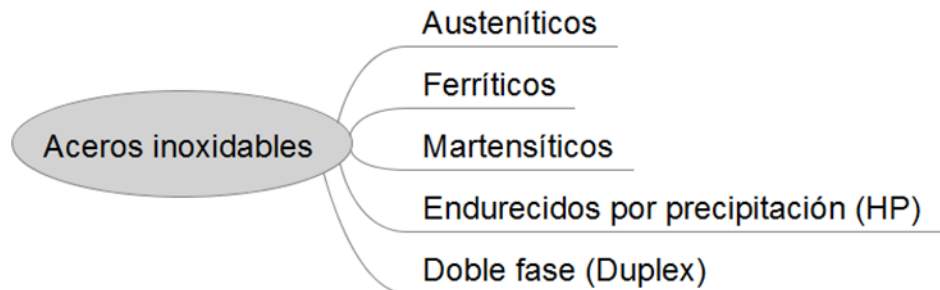 Austeníticos
Ferríticos
Aceros inoxidables
Martensíticos
Endurecidos por precipitación (HP)
Doble fase (Duplex)